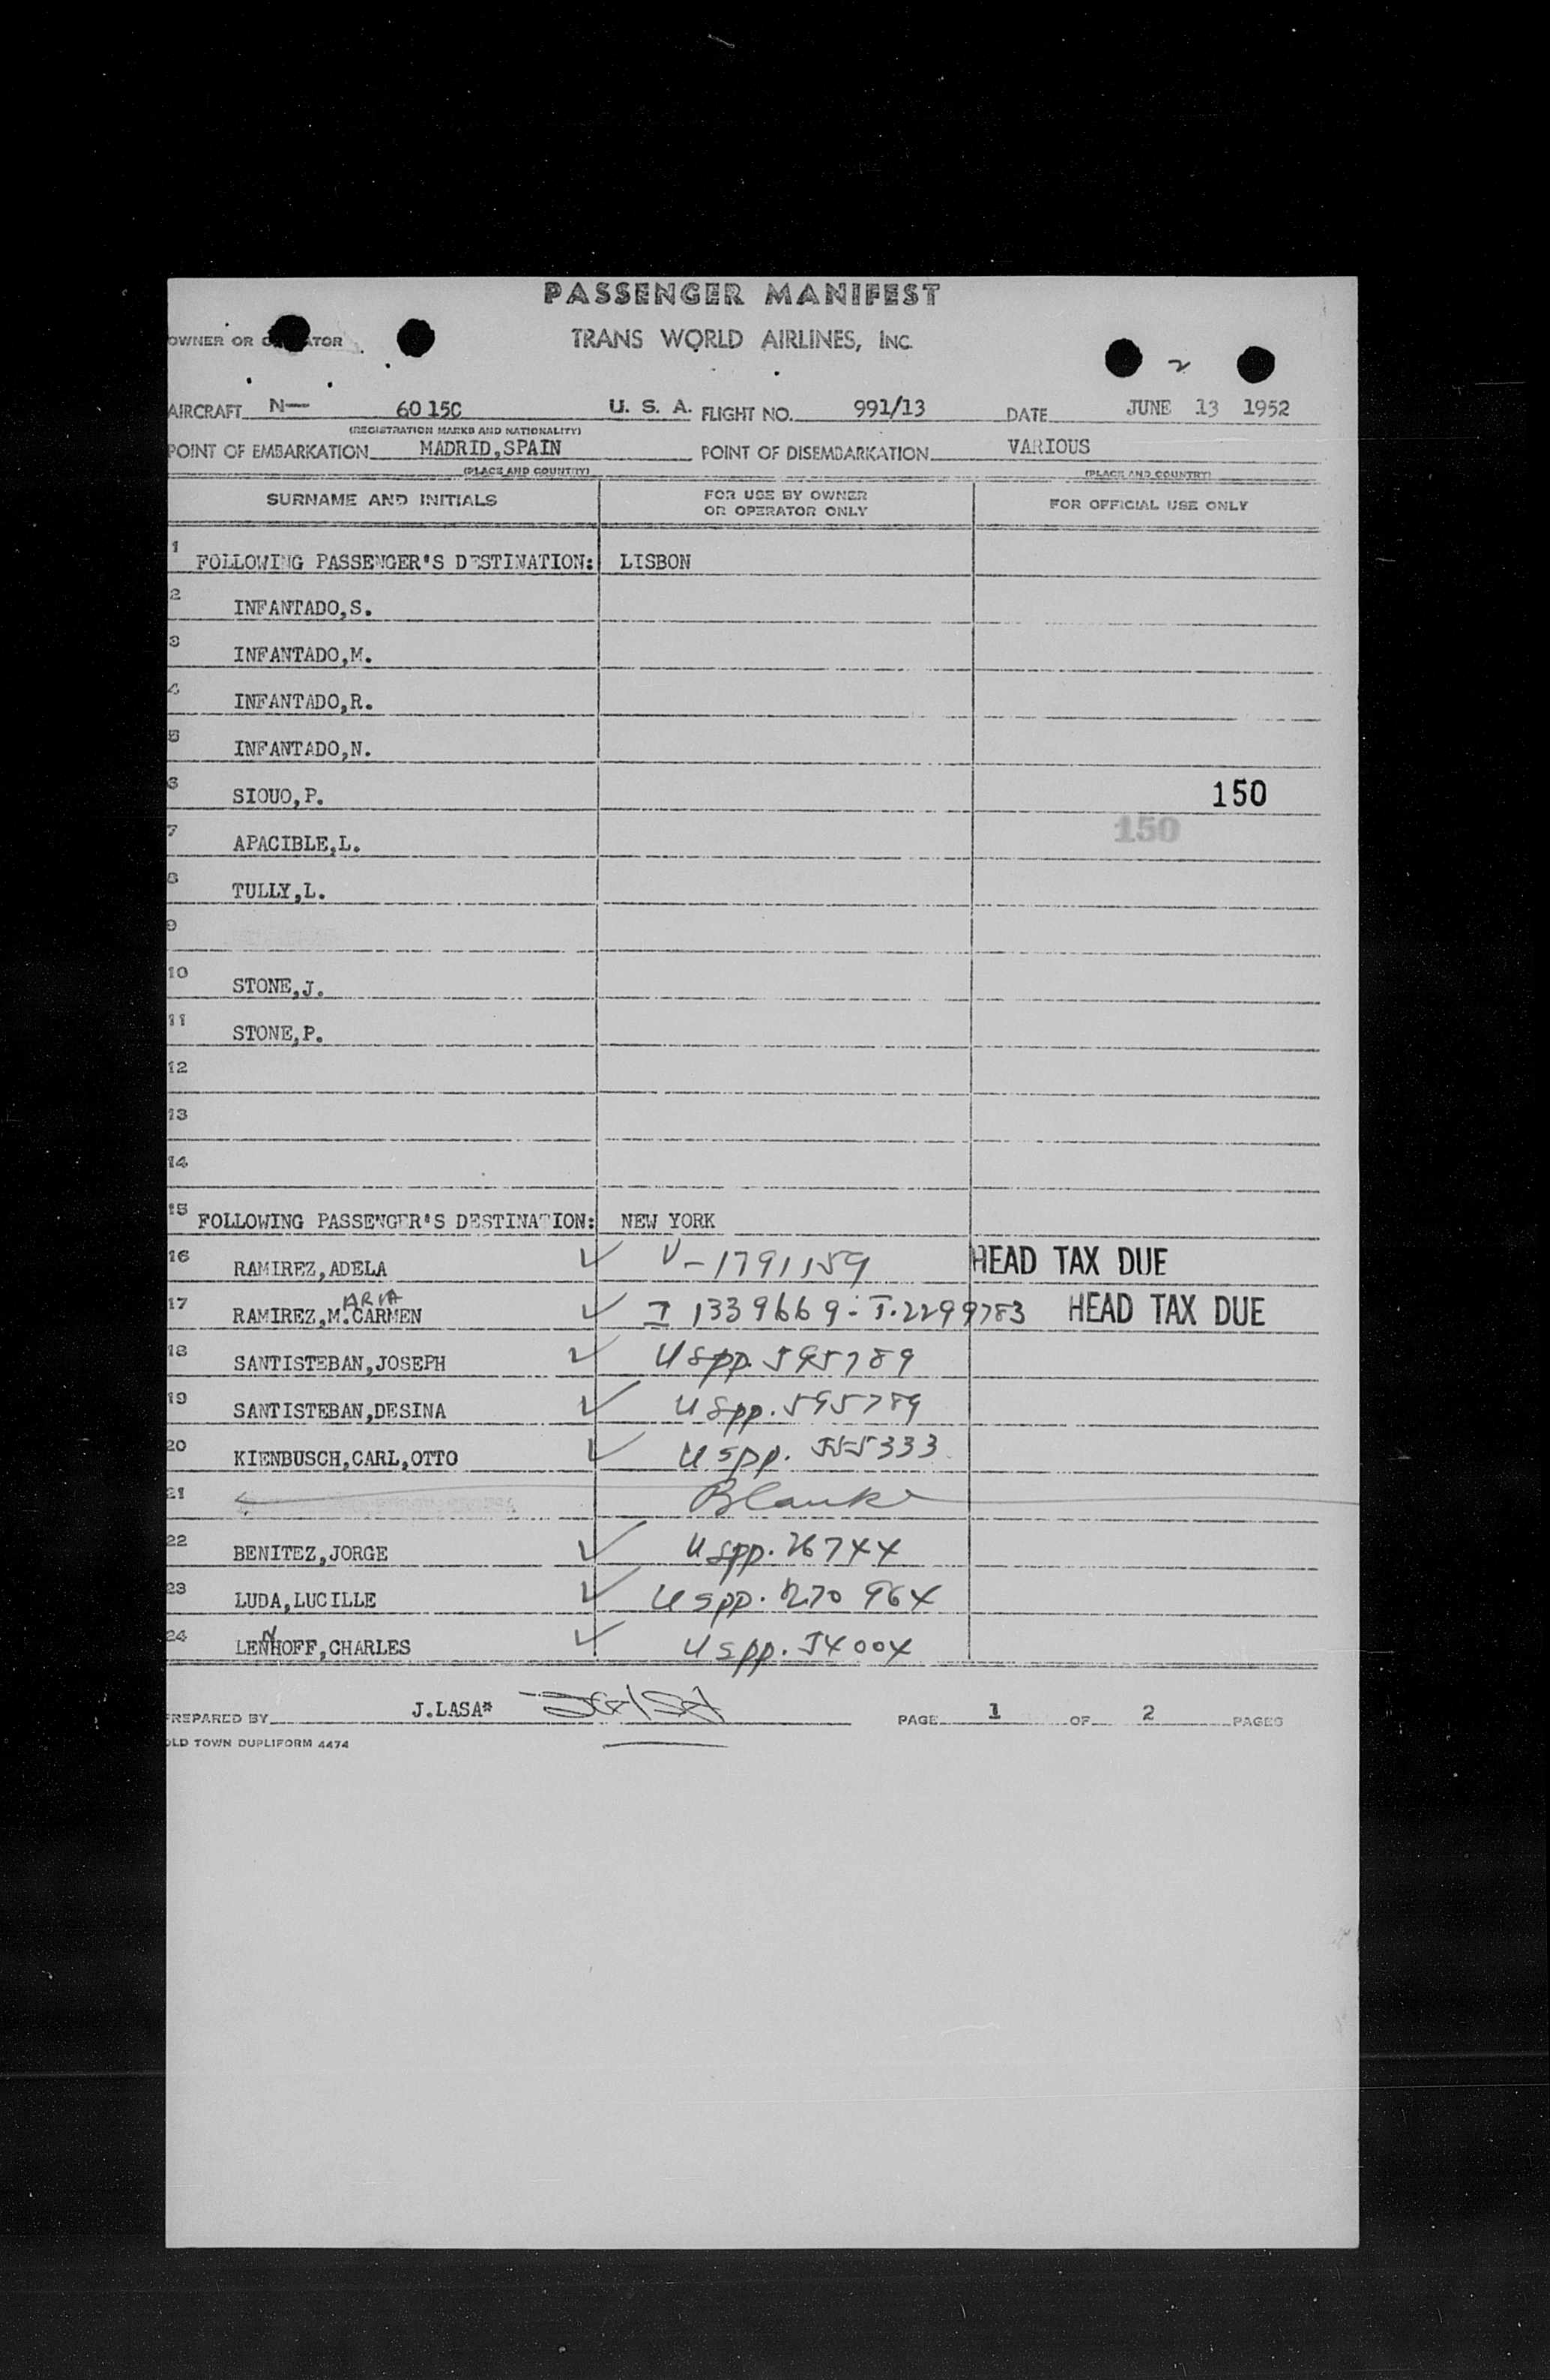 PASSENGER MANIFEST
OWNER OR OPERATOR TRANS WORLD AIRLINES, INC.
2
AIRCRAFT N— 6015C U. S. A. FLIGHT NO. 991/13 DATE JUNE 13 1952
(REGISTRATION MARKS AND NATIONALITY)
POINT OF EMBARKATION MADRID,SPAIN POINT OF DISEMBARKATION VARIOUS
(PLACE AND COUNTRY) (PLACE AND COUNTRY)
SURNAME AND INITIALS FOR USE BY OWNER OR OPERATOR ONLY FOR OFFICIAL USE ONLY
1 FOLLOWING PASSENGER'S DESTINATION: LISBON
2 INFANTADO,S.
3 INFANTADO,M.
4 INFANTADO,R.
5 INFANTADO,N.
6 SIOUO,P. 150
7 APACIBLE,L. 150
8 TULLY,L.
9
10 STONE,J.
11 STONE,P.
12
13
14
15 FOLLOWING PASSENGER'S DESTINATION: NEW YORK
16 RAMIREZ,ADELA ✓ V-1791159 HEAD TAX DUE
17 RAMIREZ,M.ARIA CARMEN ✓ I 1339669-I.2299783 HEAD TAX DUE
18 SANTISTEBAN,JOSEPH ✓ USpp. 595789
19 SANTISTEBAN,DESINA ✓ USpp. 595789
20 KIENBUSCH,CARL,OTTO ✓ USpp. 555333
21 Blank
22 BENITEZ,JORGE ✓ USpp. 26744
23 LUDA,LUCILLE ✓ USpp. 270964
24 LENHOFF,CHARLES ✓ USpp. 54004
PREPARED BY J.LASA* PAGE 1 OF 2 PAGES
OLD TOWN DUPLIFORM 4474